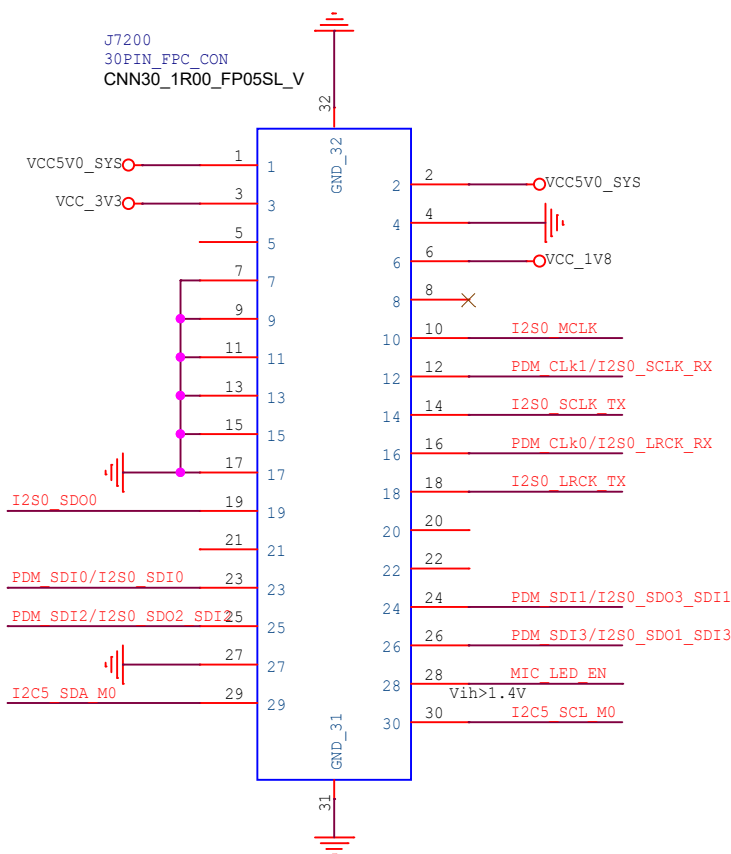 J7200
30PIN_FPC_CON
CNN30_1R00_FP05SL_V
32
GND_32
VCC5V0_SYS 1 1
2 2 VCC5V0_SYS
VCC_3V3 3 3
4 4
5 5
6 6 VCC_1V8
7 7
8 8
9 9
10 10 I2S0_MCLK
11 11
12 12 PDM_CLk1/I2S0_SCLK_RX
13 13
14 14 I2S0_SCLK_TX
15 15
16 16 PDM_CLk0/I2S0_LRCK_RX
17 17
18 18 I2S0_LRCK_TX
I2S0_SDO0 19 19
20 20
21 21
22 22
PDM_SDI0/I2S0_SDI0 23 23
24 24 PDM_SDI1/I2S0_SDO3_SDI1
PDM_SDI2/I2S0_SDO2_SDI2 25 25
26 26 PDM_SDI3/I2S0_SDO1_SDI3
27 27
28 28 MIC_LED_EN
Vih>1.4V
I2C5_SDA_M0 29 29
30 30 I2C5_SCL_M0
GND_31
31